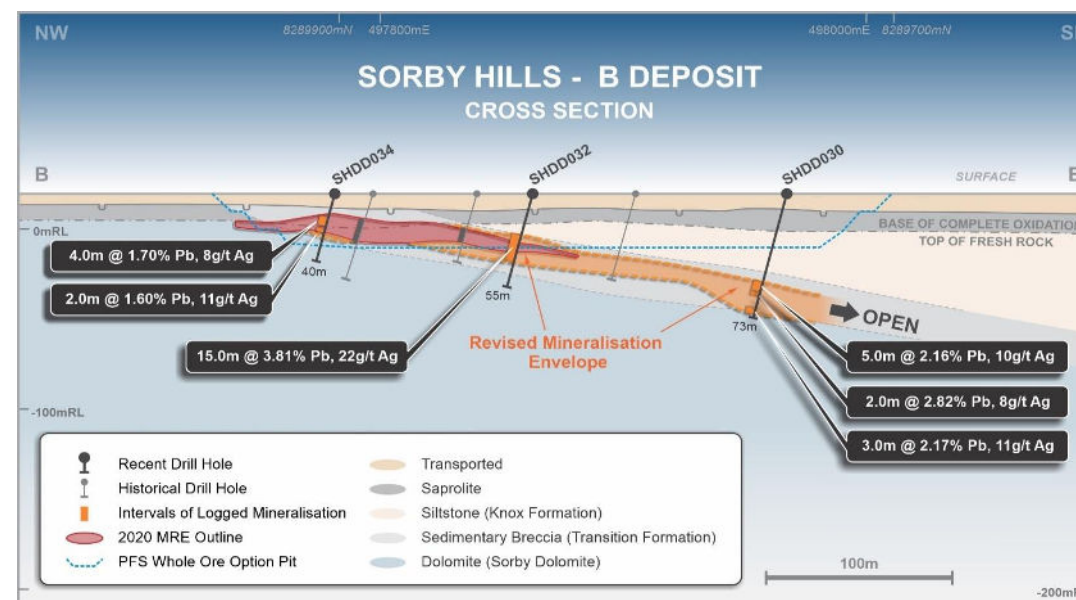 NW
8289900mN 497800mE
498000mE 8289700mN
SORBY HILLS - B DEPOSIT
CROSS SECTION
B
SHDD034
SHDD032
SHDD030
SURFACE
0mRL
BASE OF COMPLETE OXIDATION
TOP OF FRESH ROCK
4.0m @ 1.70% Pb, 8g/t Ag
40m
2.0m @ 1.60% Pb, 11g/t Ag
55m
15.0m @ 3.81% Pb, 22g/t Ag
Revised Mineralisation
Envelope
73m
OPEN
5.0m @ 2.16% Pb, 10g/t Ag
2.0m @ 2.82% Pb, 8g/t Ag
3.0m @ 2.17% Pb, 11g/t Ag
-100mRL
Recent Drill Hole
Historical Drill Hole
Intervals of Logged Mineralisation
2020 MRE Outline
PFS Whole Ore Option Pit
Transported
Saprolite
Siltstone (Knox Formation)
Sedimentary Breccia (Transition Formation)
Dolomite (Sorby Dolomite)
100m